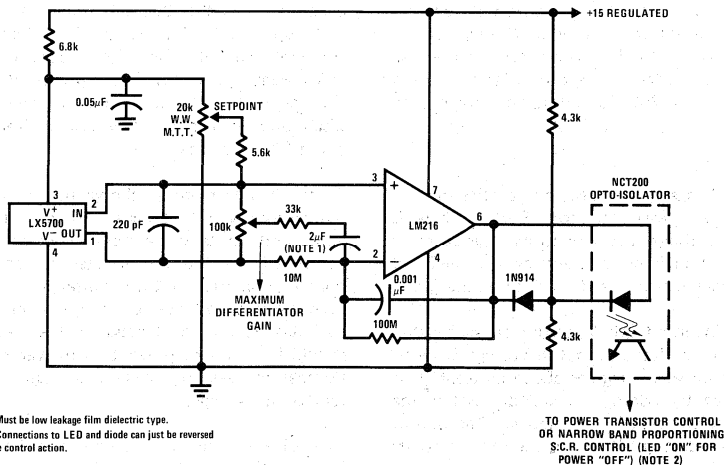 +15 REGULATED
6.8k
0.05μF
20k
W.W.
M.T.T.
SETPOINT
5.6k
4.3k
3
V+ IN
2
LX5700
V- OUT
1
4
220 pF
100k
33k
2μF
(NOTE 1)
10M
3
+
7
LM216
6
2
−
4
NCT200
OPTO-ISOLATOR
MAXIMUM
DIFFERENTIATOR
GAIN
0.001
μF
100M
1N914
4.3k
Must be low leakage film dielectric type.
Connections to LED and diode can just be reversed
e control action.
TO POWER TRANSISTOR CONTROL
OR NARROW BAND PROPORTIONING
S.C.R. CONTROL (LED "ON" FOR
POWER "OFF") (NOTE 2)